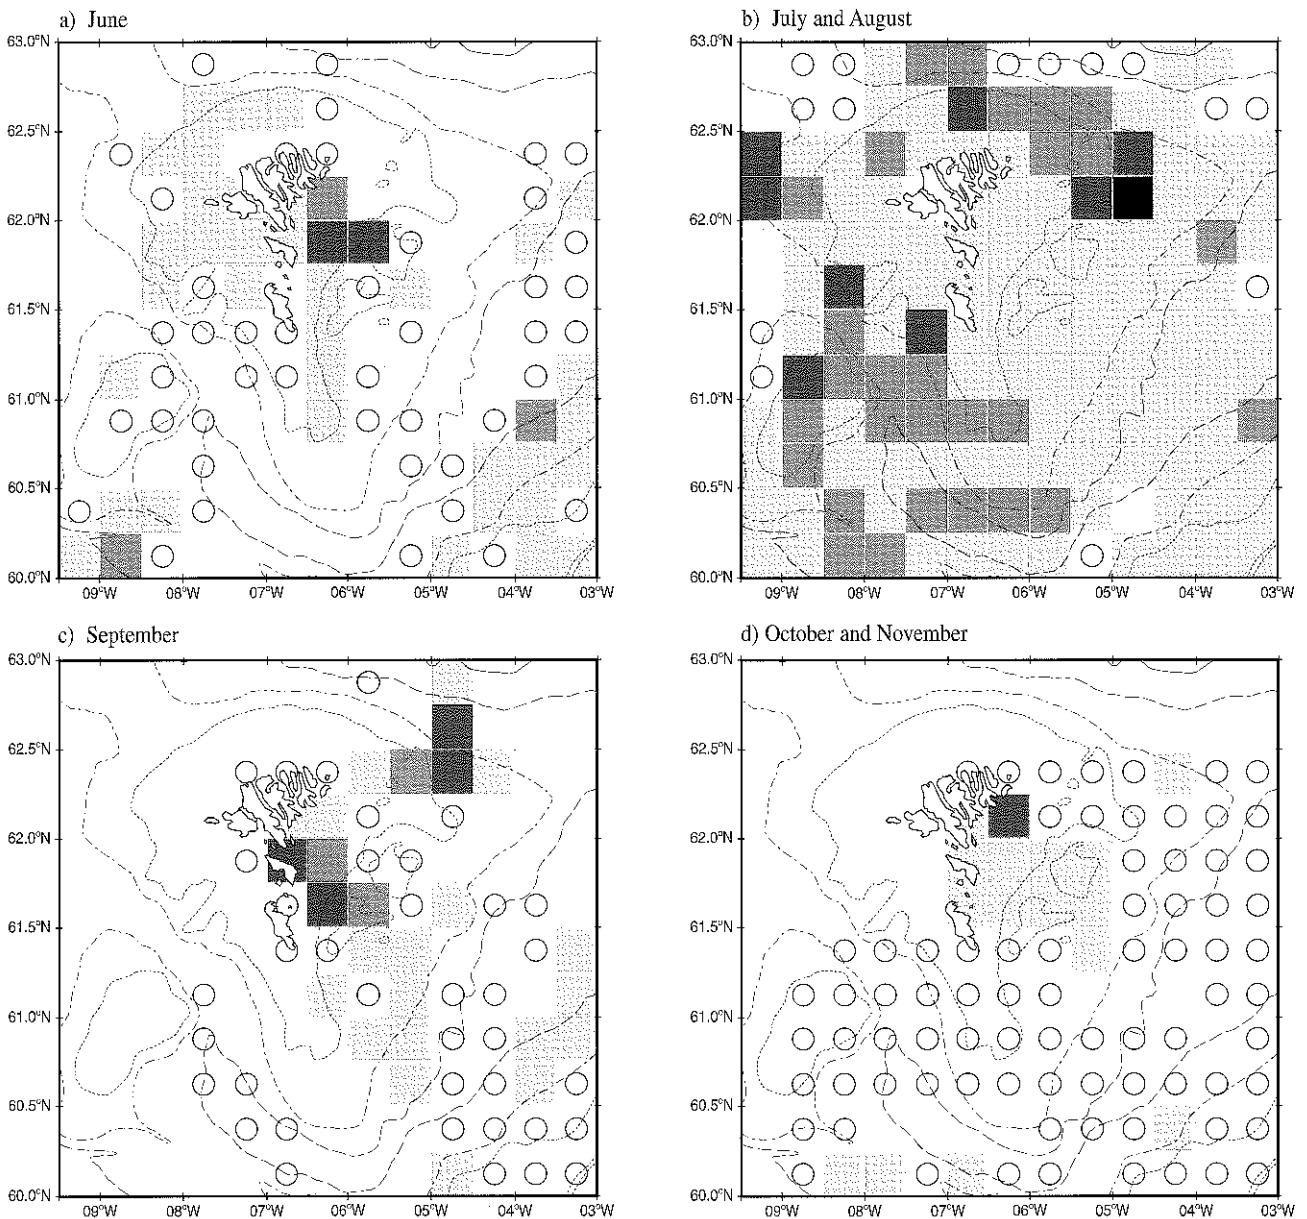 a) June
b) July and August
63.0°N
62.5°N
62.0°N
61.5°N
61.0°N
60.5°N
60.0°N
09°W 08°W 07°W 06°W 05°W 04°W 03°W
63.0°N
62.5°N
62.0°N
61.5°N
61.0°N
60.5°N
60.0°N
09°W 08°W 07°W 06°W 05°W 04°W 03°W
c) September
d) October and November
63.0°N
62.5°N
62.0°N
61.5°N
61.0°N
60.5°N
60.0°N
09°W 08°W 07°W 06°W 05°W 04°W 03°W
63.0°N
62.5°N
62.0°N
61.5°N
61.0°N
60.5°N
60.0°N
09°W 08°W 07°W 06°W 05°W 04°W 03°W